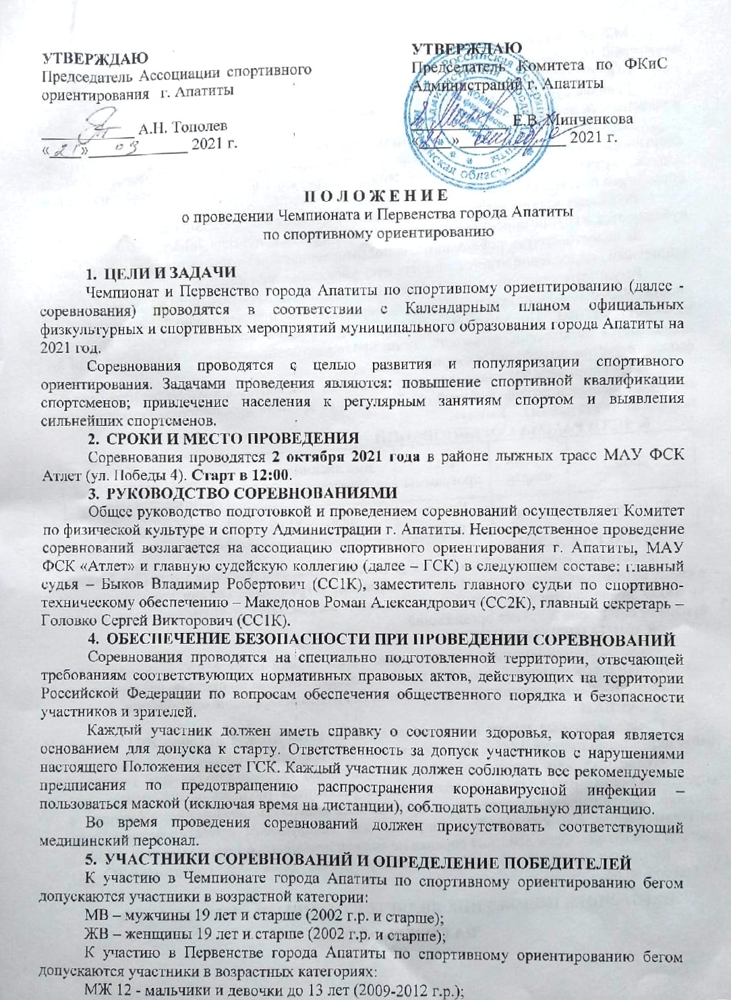 УТВЕРЖДАЮ
Председатель Ассоциации спортивного
ориентирования г. Апатиты
А.Н. Тополев
«21» 09 2021 г.
УТВЕРЖДАЮ
Председатель Комитета по ФКиС
Администрации г. Апатиты
Е.В. Минченкова
«21» сентября 2021 г.
ПОЛОЖЕНИЕ
о проведении Чемпионата и Первенства города Апатиты
по спортивному ориентированию
1. ЦЕЛИ И ЗАДАЧИ
Чемпионат и Первенство города Апатиты по спортивному ориентированию (далее -
соревнования) проводятся в соответствии с Календарным планом официальных
физкультурных и спортивных мероприятий муниципального образования города Апатиты на
2021 год.
Соревнования проводятся с целью развития и популяризации спортивного
ориентирования. Задачами проведения являются: повышение спортивной квалификации
спортсменов; привлечение населения к регулярным занятиям спортом и выявления
сильнейших спортсменов.
2. СРОКИ И МЕСТО ПРОВЕДЕНИЯ
Соревнования проводятся 2 октября 2021 года в районе лыжных трасс МАУ ФСК
Атлет (ул. Победы 4). Старт в 12:00.
3. РУКОВОДСТВО СОРЕВНОВАНИЯМИ
Общее руководство подготовкой и проведением соревнований осуществляет Комитет
по физической культуре и спорту Администрации г. Апатиты. Непосредственное проведение
соревнований возлагается на ассоциацию спортивного ориентирования г. Апатиты, МАУ
ФСК «Атлет» и главную судейскую коллегию (далее – ГСК) в следующем составе: главный
судья – Быков Владимир Робертович (СС1К), заместитель главного судьи по спортивно-
техническому обеспечению – Македонов Роман Александрович (СС2К), главный секретарь –
Головко Сергей Викторович (СС1К).
4. ОБЕСПЕЧЕНИЕ БЕЗОПАСНОСТИ ПРИ ПРОВЕДЕНИИ СОРЕВНОВАНИЙ
Соревнования проводятся на специально подготовленной территории, отвечающей
требованиям соответствующих нормативных правовых актов, действующих на территории
Российской Федерации по вопросам обеспечения общественного порядка и безопасности
участников и зрителей.
Каждый участник должен иметь справку о состоянии здоровья, которая является
основанием для допуска к старту. Ответственность за допуск участников с нарушениями
настоящего Положения несет ГСК. Каждый участник должен соблюдать все рекомендуемые
предписания по предотвращению распространения коронавирусной инфекции –
пользоваться маской (исключая время на дистанции), соблюдать социальную дистанцию.
Во время проведения соревнований должен присутствовать соответствующий
медицинский персонал.
5. УЧАСТНИКИ СОРЕВНОВАНИЙ И ОПРЕДЕЛЕНИЕ ПОБЕДИТЕЛЕЙ
К участию в Чемпионате города Апатиты по спортивному ориентированию бегом
допускаются участники в возрастной категории:
МВ – мужчины 19 лет и старше (2002 г.р. и старше);
ЖВ – женщины 19 лет и старше (2002 г.р. и старше);
К участию в Первенстве города Апатиты по спортивному ориентированию бегом
допускаются участники в возрастных категориях:
МЖ 12 - мальчики и девочки до 13 лет (2009-2012 г.р.);